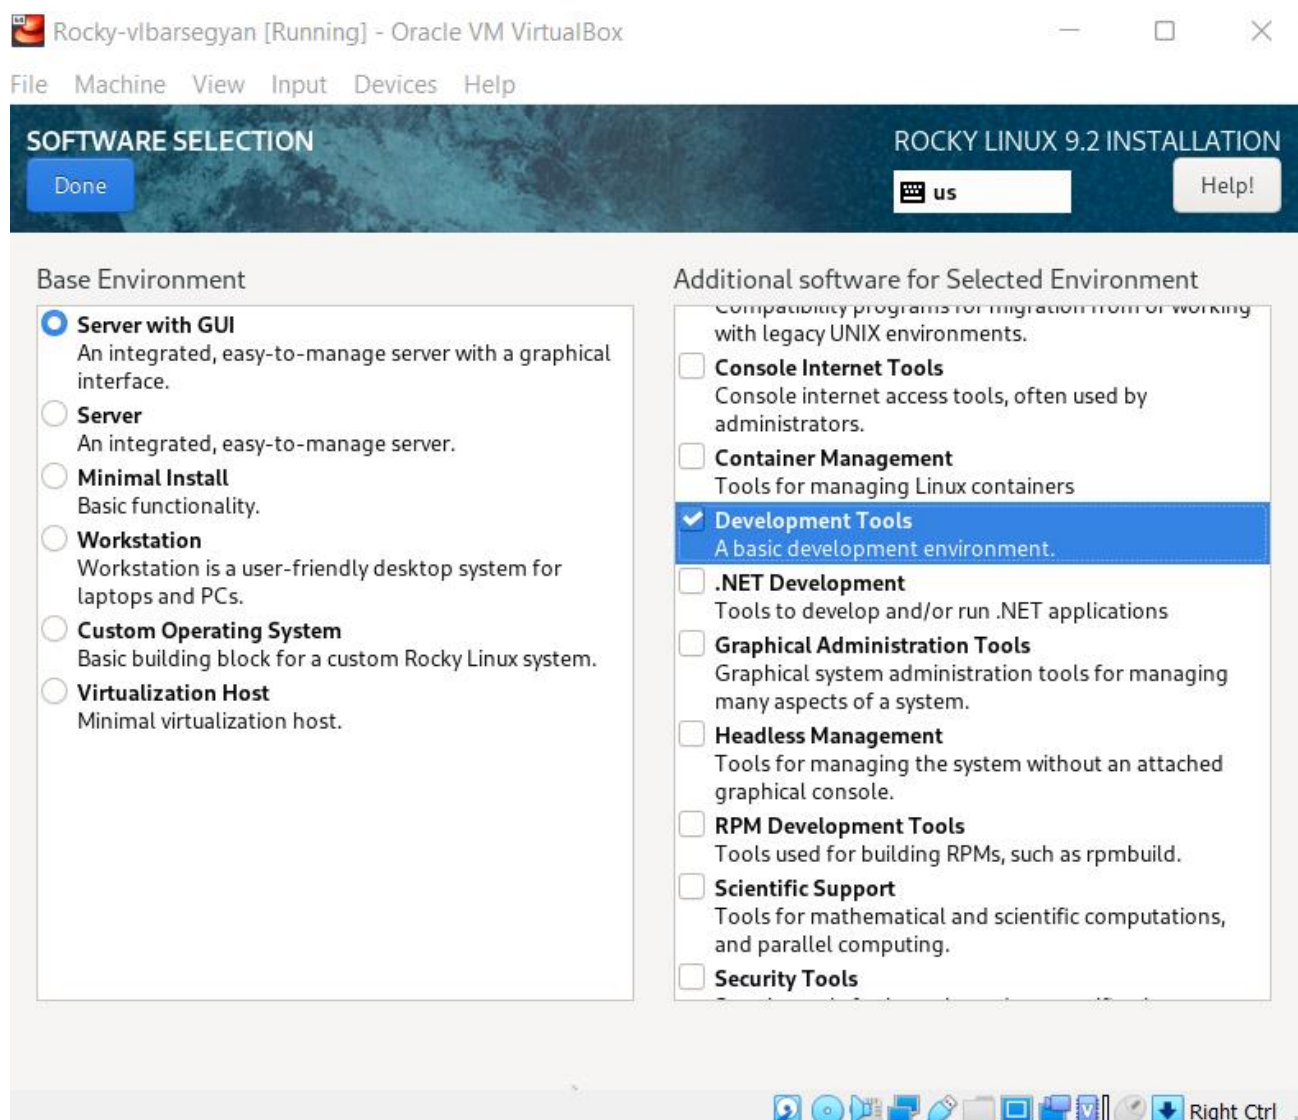 Rocky-vlbarsegyan [Running] - Oracle VM VirtualBox
File Machine View Input Devices Help
SOFTWARE SELECTION
ROCKY LINUX 9.2 INSTALLATION
Done
us
Help!
Base Environment
Server with GUI
An integrated, easy-to-manage server with a graphical
interface.
Server
An integrated, easy-to-manage server.
Minimal Install
Basic functionality.
Workstation
Workstation is a user-friendly desktop system for
laptops and PCs.
Custom Operating System
Basic building block for a custom Rocky Linux system.
Virtualization Host
Minimal virtualization host.
Additional software for Selected Environment
Compatibility programs for migration from or working
with legacy UNIX environments.
Console Internet Tools
Console internet access tools, often used by
administrators.
Container Management
Tools for managing Linux containers
Development Tools
A basic development environment.
.NET Development
Tools to develop and/or run .NET applications
Graphical Administration Tools
Graphical system administration tools for managing
many aspects of a system.
Headless Management
Tools for managing the system without an attached
graphical console.
RPM Development Tools
Tools used for building RPMs, such as rpmbuild.
Scientific Support
Tools for mathematical and scientific computations,
and parallel computing.
Security Tools
Right Ctrl